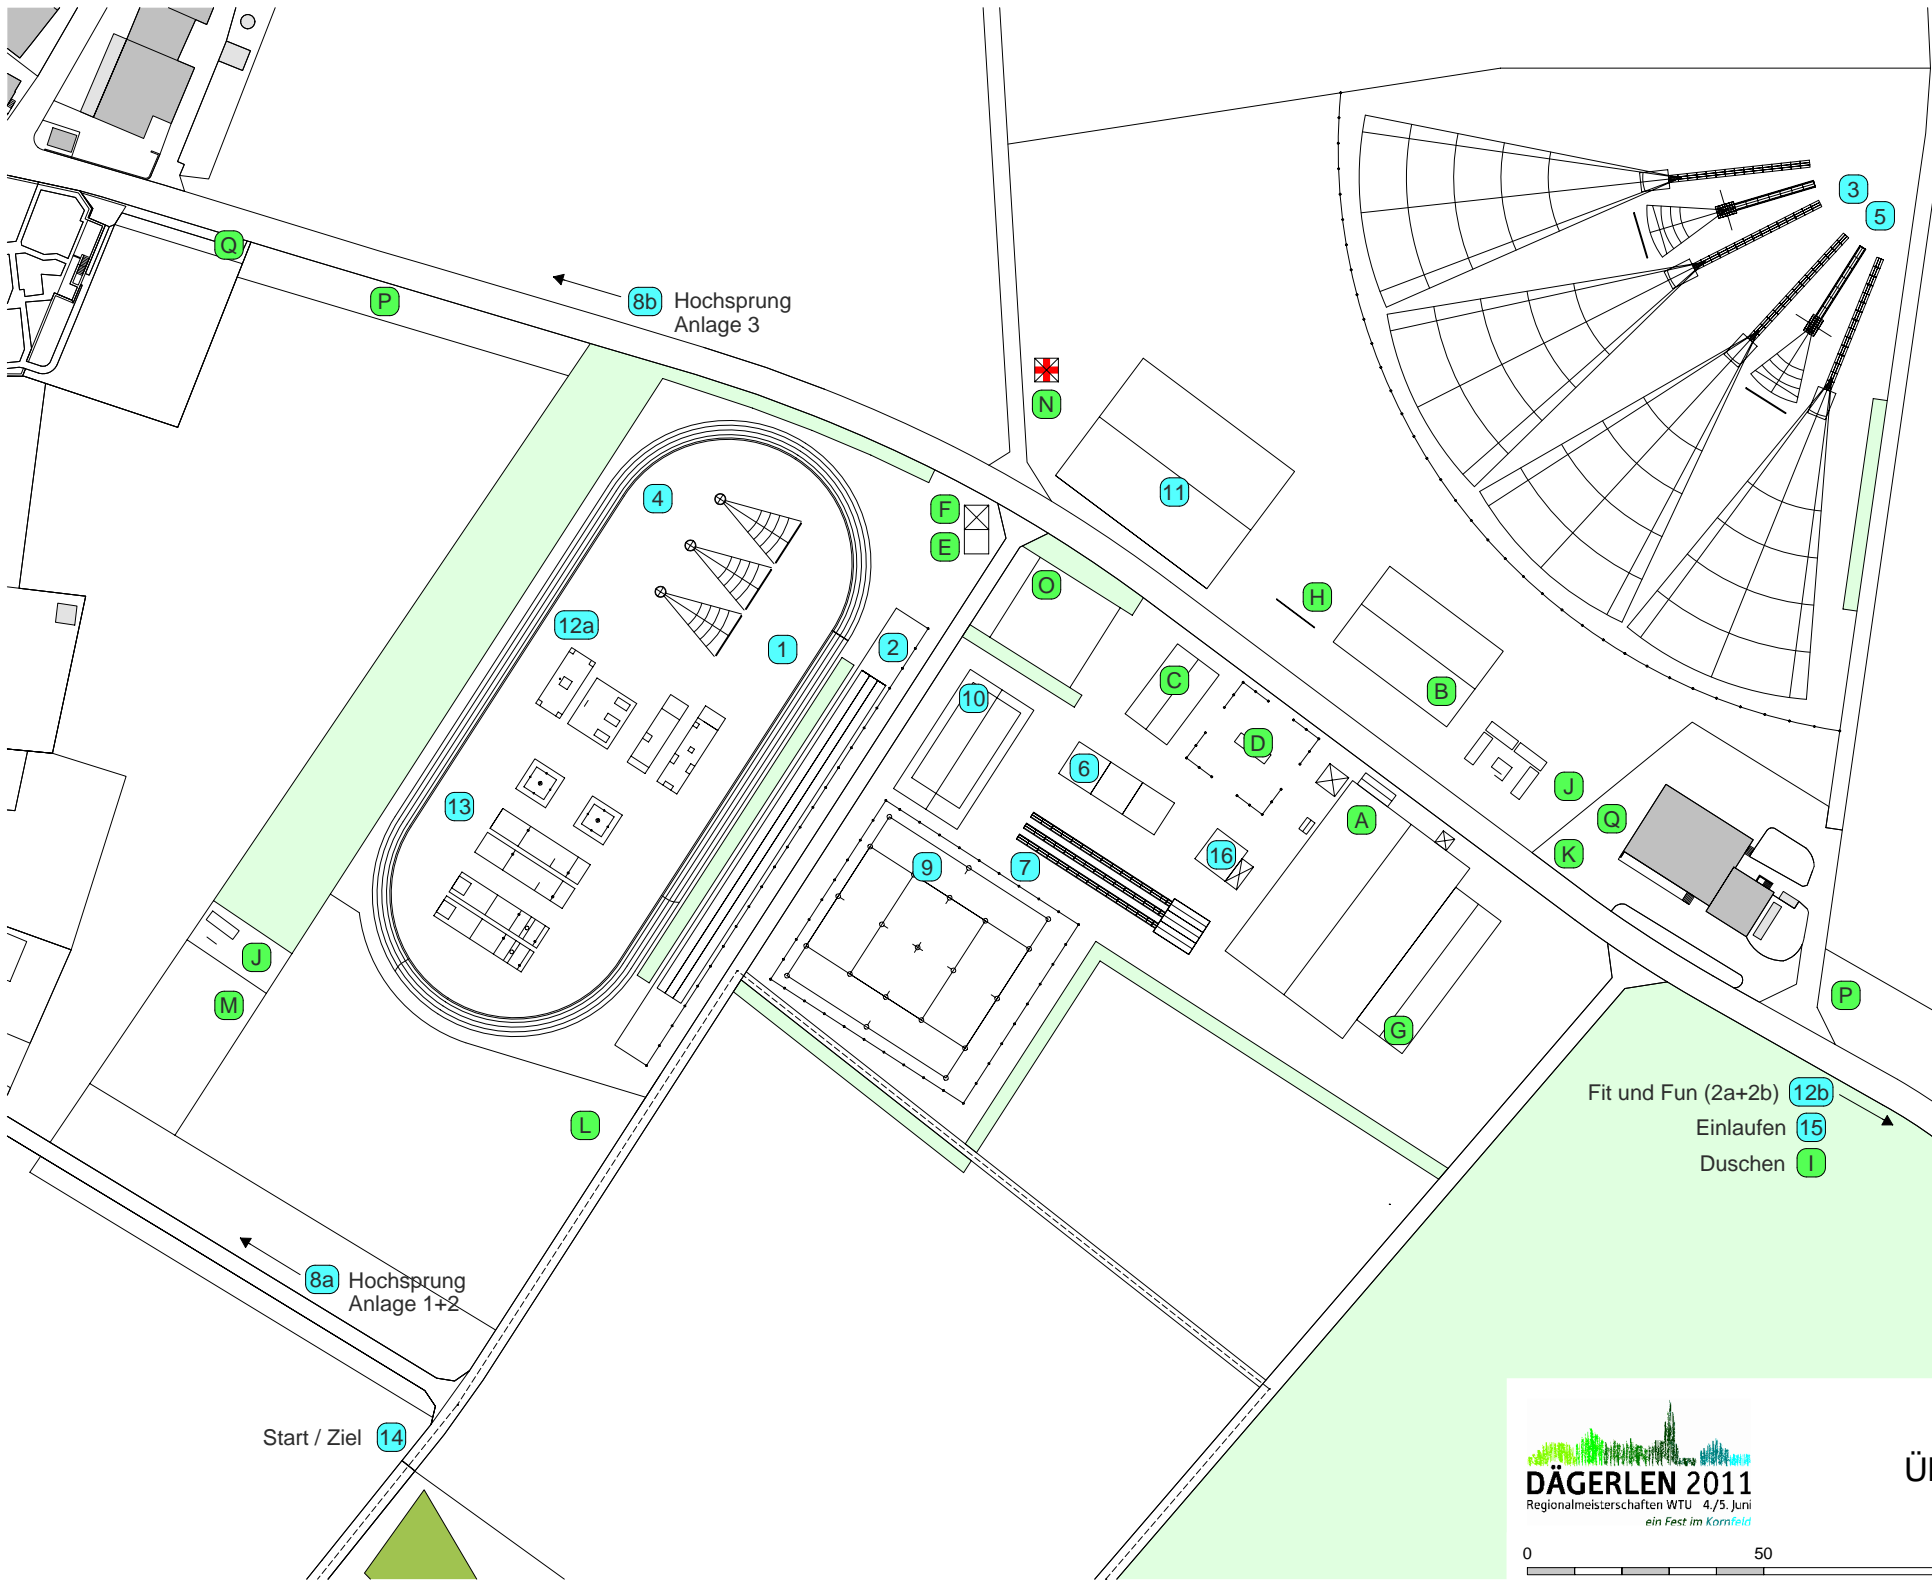 3
5
Q
P
8b Hochsprung
Anlage 3
N
11
4
F
E
O
H
12a
1
2
C
B
10
D
6
J
13
A
Q
16
K
9
7
J
M
P
G
L
Fit und Fun (2a+2b) 12b
Einlaufen 15
Duschen I
8a Hochsprung
Anlage 1+2
Start / Ziel 14
DÄGERLEN 2011
Regionalmeisterschaften WTU 4./5. Juni
ein Fest im Kornfeld
0 50